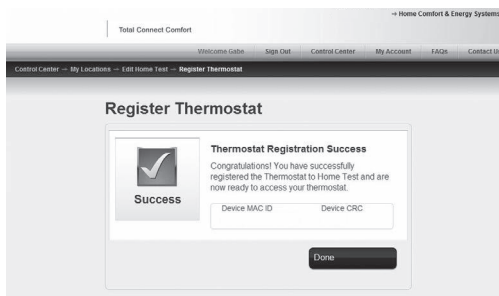 → Home Comfort & Energy Systems
Total Connect Comfort
Welcome Gabe Sign Out Control Center My Account FAQs Contact Us
Control Center → My Locations → Edit Home Test → Register Thermostat
Register Thermostat
Success
Thermostat Registration Success
Congratulations! You have successfully
registered the Thermostat to Home Test and are
now ready to access your thermostat.
Device MAC ID Device CRC
Done